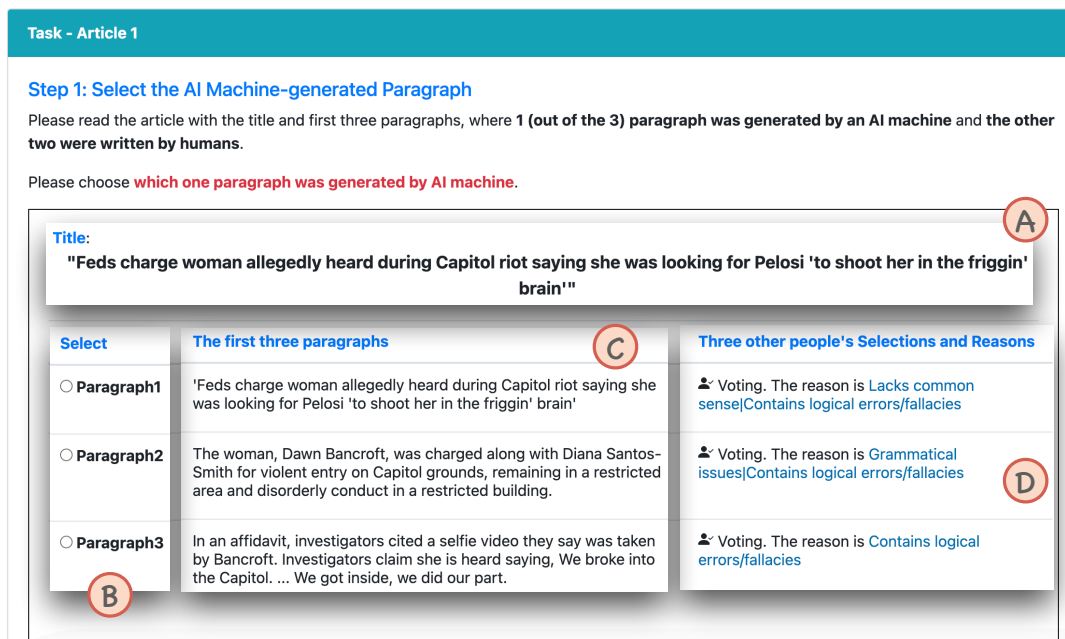 Task - Article 1
Step 1: Select the AI Machine-generated Paragraph
Please read the article with the title and first three paragraphs, where 1 (out of the 3) paragraph was generated by an AI machine and the other
two were written by humans.
Please choose which one paragraph was generated by AI machine.
A
Title:
"Feds charge woman allegedly heard during Capitol riot saying she was looking for Pelosi 'to shoot her in the friggin'
brain'"
Select
The first three paragraphs
C
Three other people's Selections and Reasons
Paragraph1
'Feds charge woman allegedly heard during Capitol riot saying she
was looking for Pelosi 'to shoot her in the friggin' brain'
Voting. The reason is Lacks common
sense|Contains logical errors/fallacies
Paragraph2
The woman, Dawn Bancroft, was charged along with Diana Santos-
Smith for violent entry on Capitol grounds, remaining in a restricted
area and disorderly conduct in a restricted building.
Voting. The reason is Grammatical
issues|Contains logical errors/fallacies
D
Paragraph3
In an affidavit, investigators cited a selfie video they say was taken
by Bancroft. Investigators claim she is heard saying, We broke into
the Capitol. ... We got inside, we did our part.
Voting. The reason is Contains logical
errors/fallacies
B